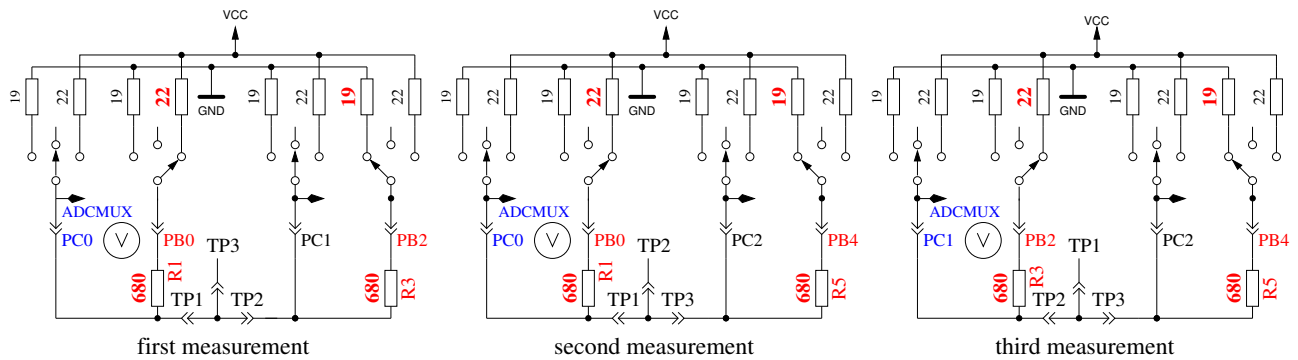 VCC
19
22
19
22
GND
19
22
19
22
ADCMUX
PC0
V
PB0
TP3
PC1
PB2
680
R1
TP1
TP2
680
R3
first measurement
VCC
19
22
19
22
GND
19
22
19
22
ADCMUX
PC0
V
PB0
TP2
PC2
PB4
680
R1
TP1
TP3
680
R5
second measurement
VCC
19
22
19
22
GND
19
22
19
22
ADCMUX
PC1
V
PB2
TP1
PC2
PB4
680
R3
TP2
TP3
680
R5
third measurement